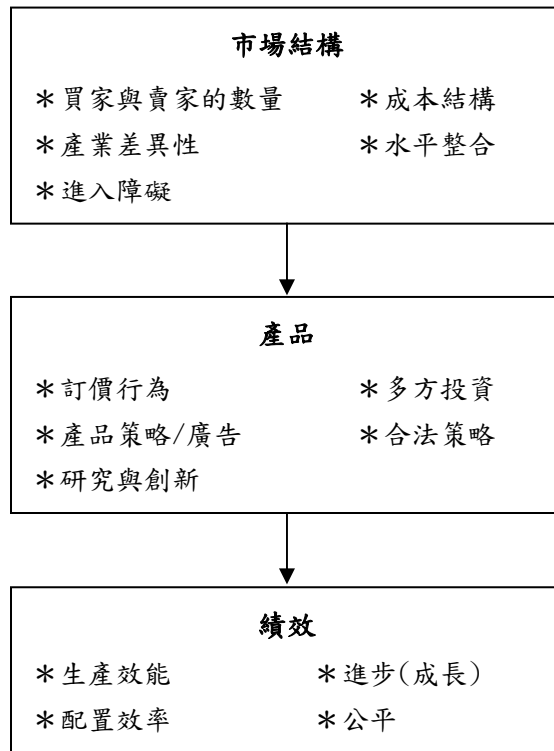 市場結構
＊買家與賣家的數量 ＊成本結構
＊產業差異性 ＊水平整合
＊進入障礙
產品
＊訂價行為 ＊多方投資
＊產品策略/廣告 ＊合法策略
＊研究與創新
績效
＊生產效能 ＊進步(成長)
＊配置效率 ＊公平